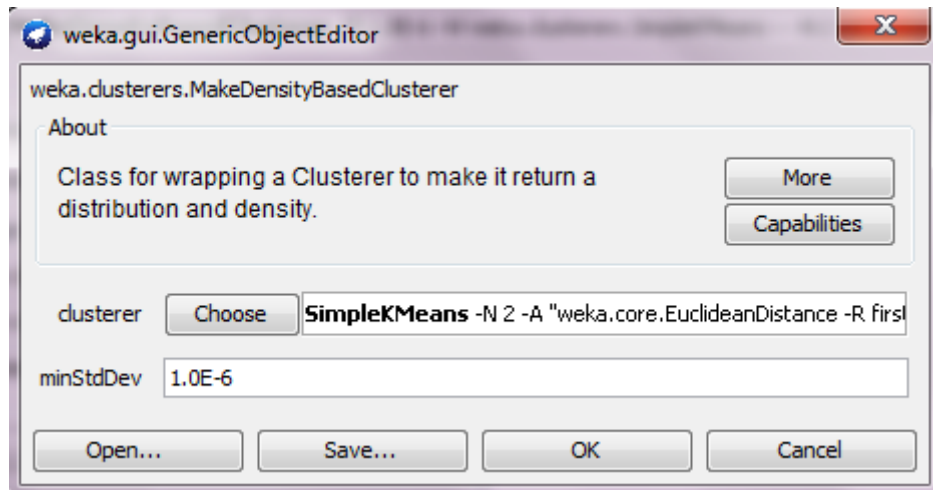 weka.gui.GenericObjectEditor
weka.clusterers.MakeDensityBasedClusterer
About
Class for wrapping a Clusterer to make it return a
distribution and density.
More
Capabilities
clusterer
Choose
SimpleKMeans -N 2 -A "weka.core.EuclideanDistance -R first
minStdDev
1.0E-6
Open...
Save...
OK
Cancel